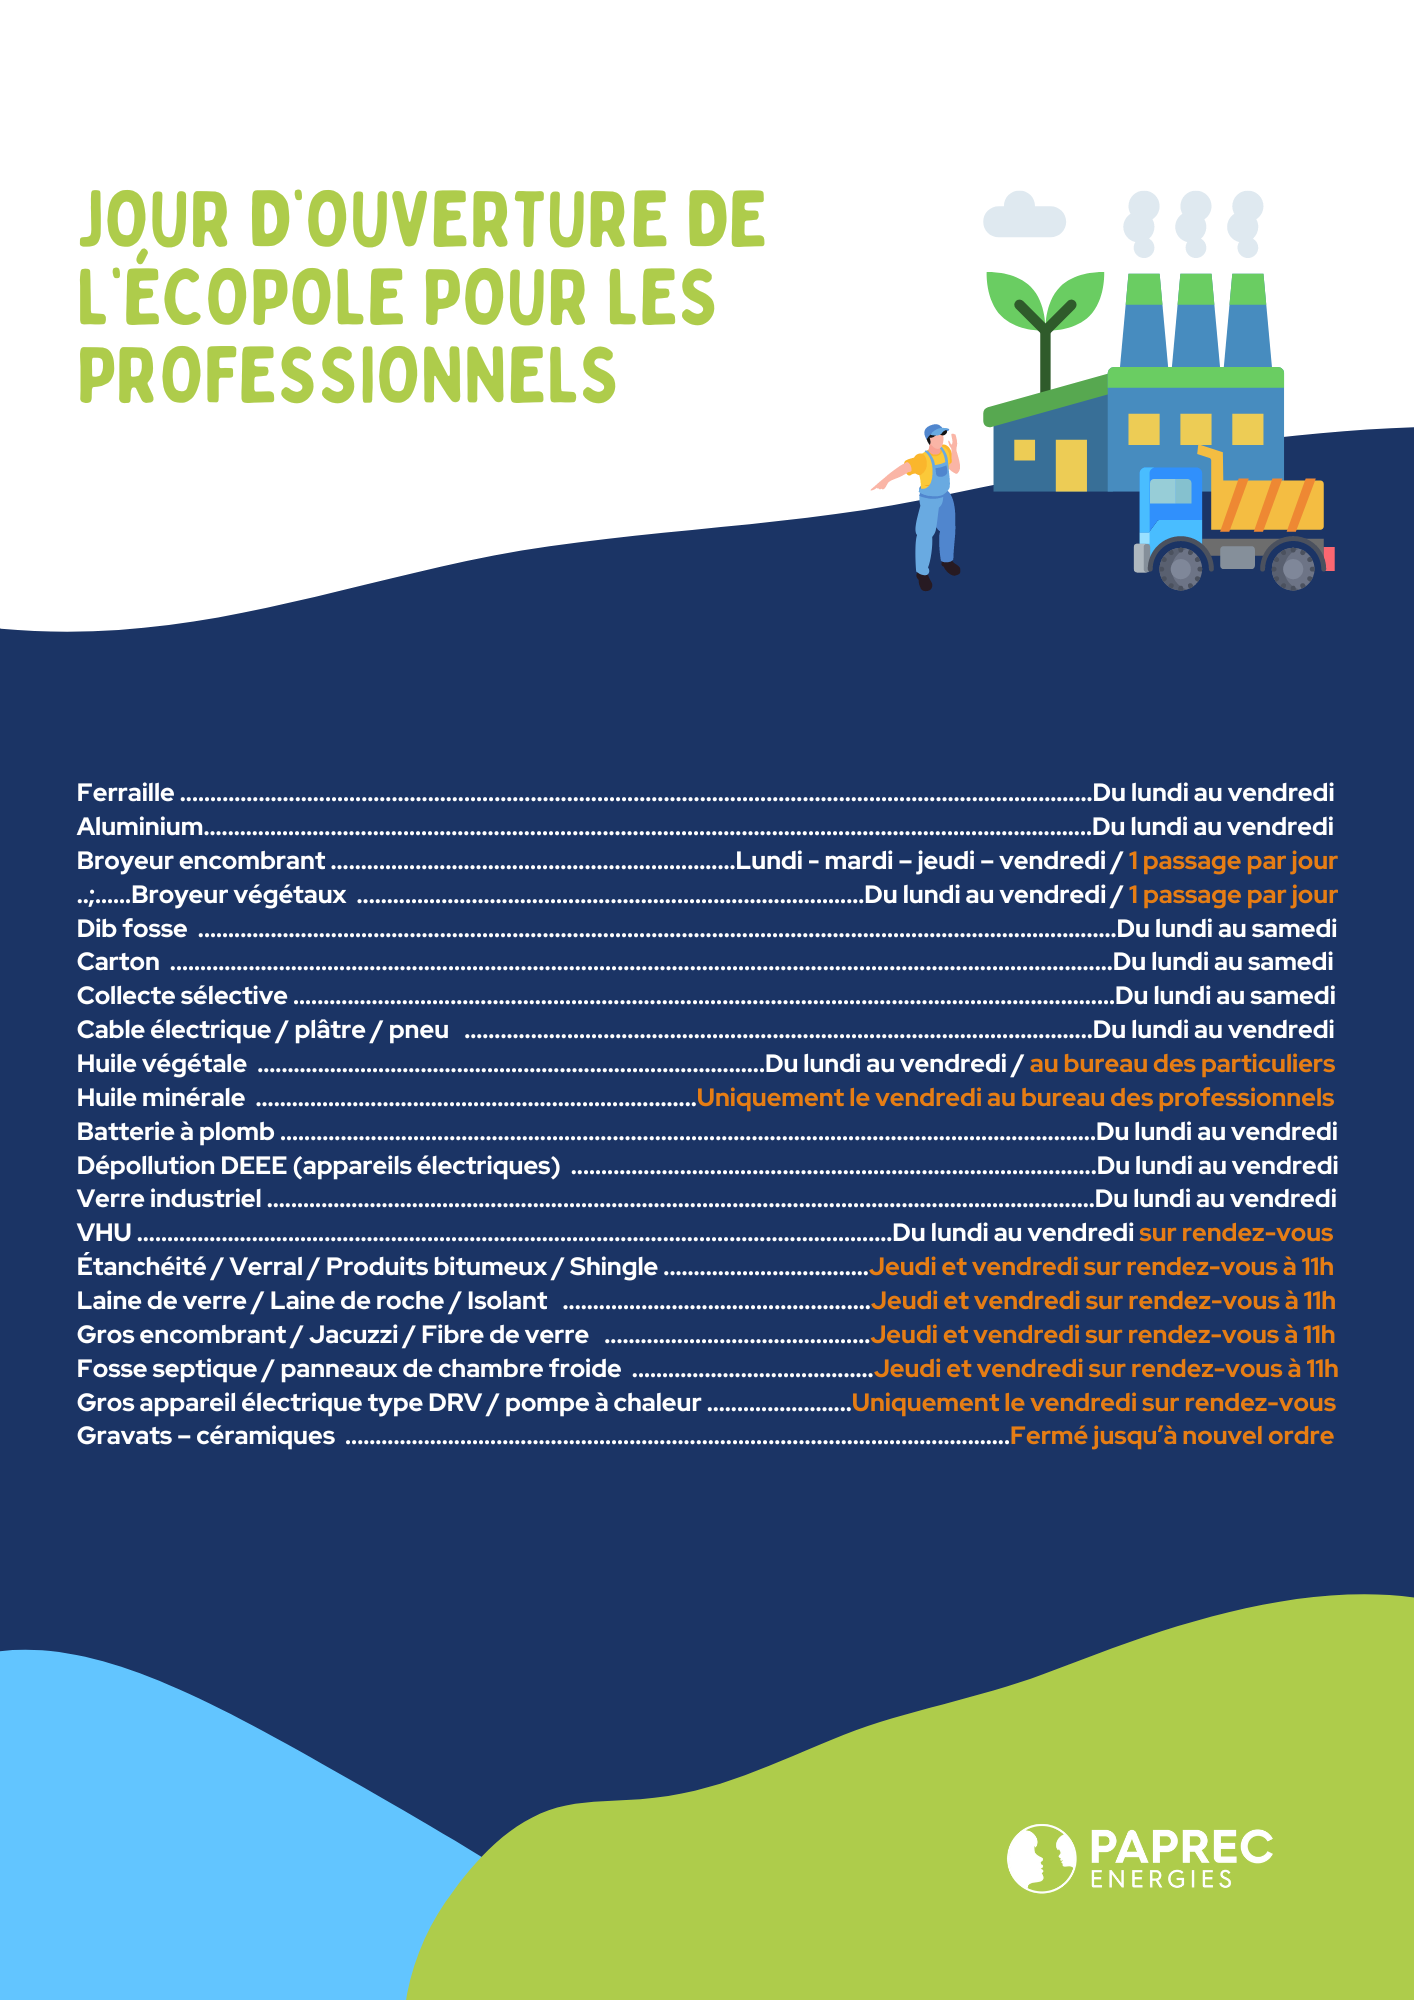 JOUR D'OUVERTURE DE
L'ÉCOPOLE POUR LES
PROFESSIONNELS
Ferraille ........................................................................................................................................................Du lundi au vendredi
Aluminium....................................................................................................................................................Du lundi au vendredi
Broyeur encombrant ...................................................................Lundi - mardi – jeudi – vendredi / 1 passage par jour
..;......Broyeur végétaux ....................................................................................Du lundi au vendredi / 1 passage par jour
Dib fosse .........................................................................................................................................................Du lundi au samedi
Carton .............................................................................................................................................................Du lundi au samedi
Collecte sélective .........................................................................................................................................Du lundi au samedi
Cable électrique / plâtre / pneu ........................................................................................................Du lundi au vendredi
Huile végétale ....................................................................................Du lundi au vendredi / au bureau des particuliers
Huile minérale .........................................................................Uniquement le vendredi au bureau des professionnels
Batterie à plomb .......................................................................................................................................Du lundi au vendredi
Dépollution DEEE (appareils électriques) .......................................................................................Du lundi au vendredi
Verre industriel .........................................................................................................................................Du lundi au vendredi
VHU .............................................................................................................................Du lundi au vendredi sur rendez-vous
Étanchéité / Verral / Produits bitumeux / Shingle ..................................Jeudi et vendredi sur rendez-vous à 11h
Laine de verre / Laine de roche / Isolant ...................................................Jeudi et vendredi sur rendez-vous à 11h
Gros encombrant / Jacuzzi / Fibre de verre ............................................Jeudi et vendredi sur rendez-vous à 11h
Fosse septique / panneaux de chambre froide ........................................Jeudi et vendredi sur rendez-vous à 11h
Gros appareil électrique type DRV / pompe à chaleur ........................Uniquement le vendredi sur rendez-vous
Gravats – céramiques ..............................................................................................................Fermé jusqu'à nouvel ordre
PAPREC
ENERGIES